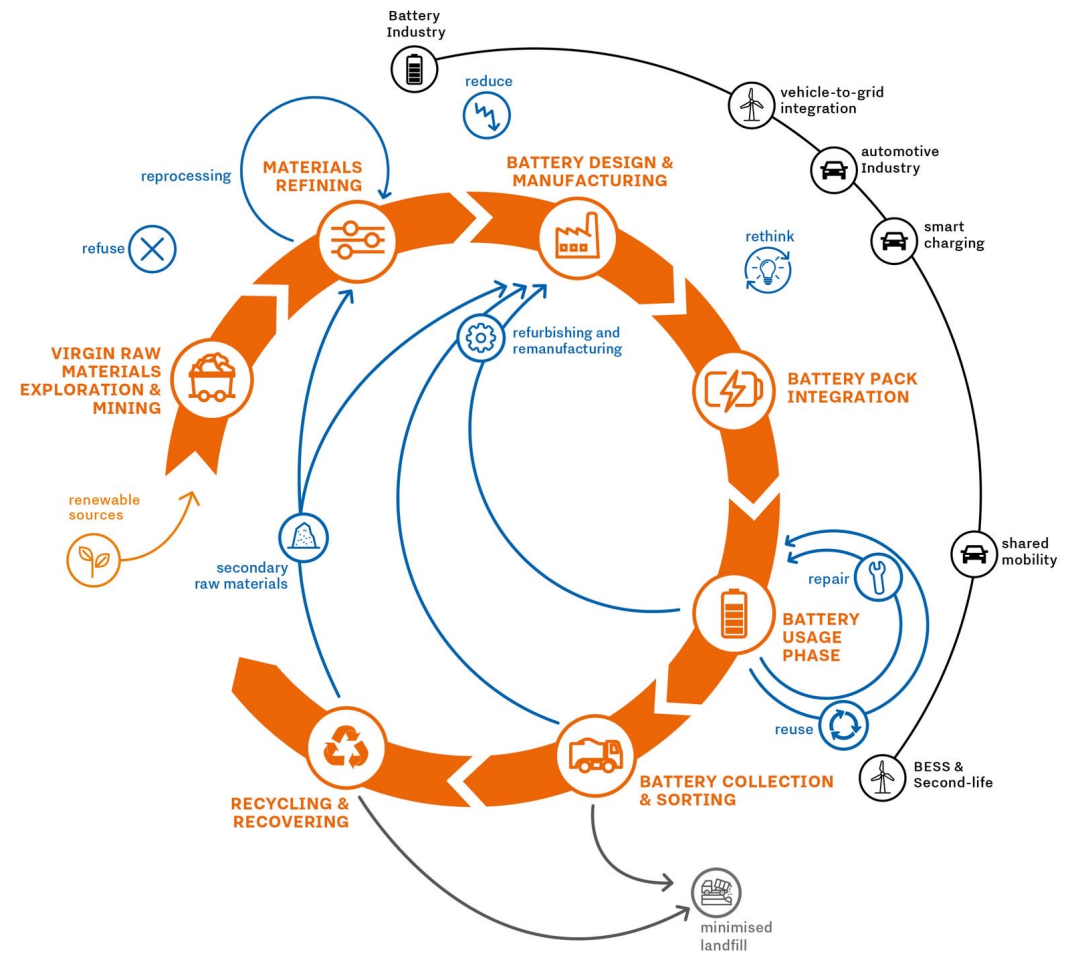 Battery
Industry
reduce
vehicle-to-grid
integration
automotive
Industry
smart
charging
shared
mobility
BESS &
Second-life
reprocessing
refuse
rethink
MATERIALS
REFINING
BATTERY DESIGN &
MANUFACTURING
refurbishing and
remanufacturing
VIRGIN RAW
MATERIALS
EXPLORATION &
MINING
BATTERY PACK
INTEGRATION
renewable
sources
secondary
raw materials
repair
BATTERY
USAGE
PHASE
reuse
BATTERY COLLECTION
& SORTING
RECYCLING &
RECOVERING
minimised
landfill